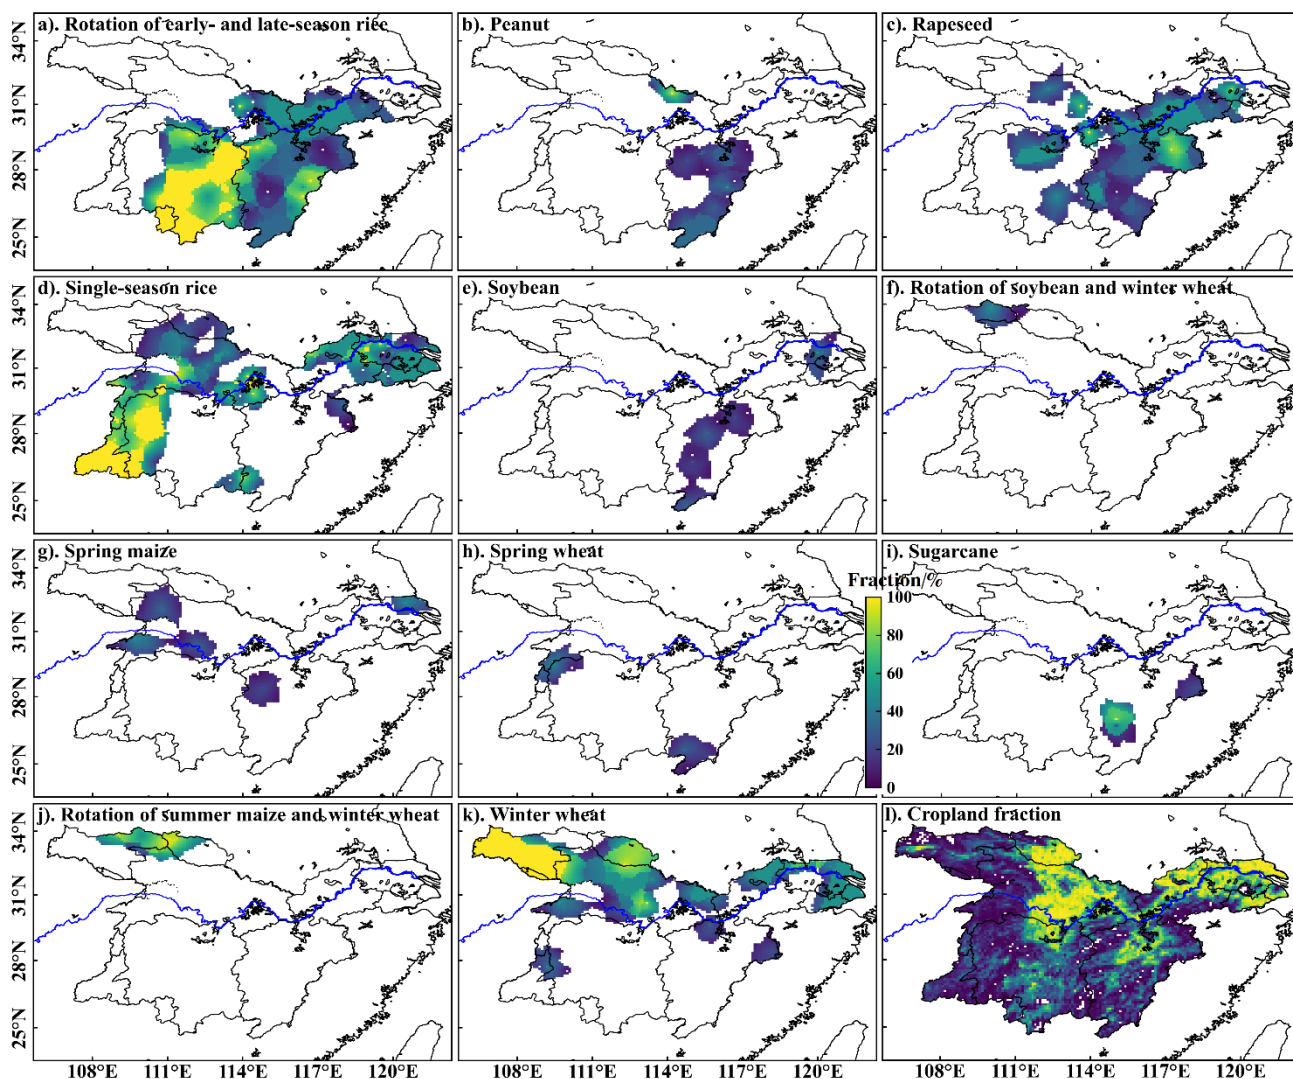 a). Rotation of early- and late-season rice
b). Peanut
c). Rapeseed
34°N
31°N
28°N
25°N
d). Single-season rice
e). Soybean
f). Rotation of soybean and winter wheat
34°N
31°N
28°N
25°N
g). Spring maize
h). Spring wheat
i). Sugarcane
34°N
31°N
28°N
25°N
Fraction/%
100
80
60
40
20
0
j). Rotation of summer maize and winter wheat
k). Winter wheat
l). Cropland fraction
34°N
31°N
28°N
25°N
108°E 111°E 114°E 117°E 120°E
108°E 111°E 114°E 117°E 120°E
108°E 111°E 114°E 117°E 120°E